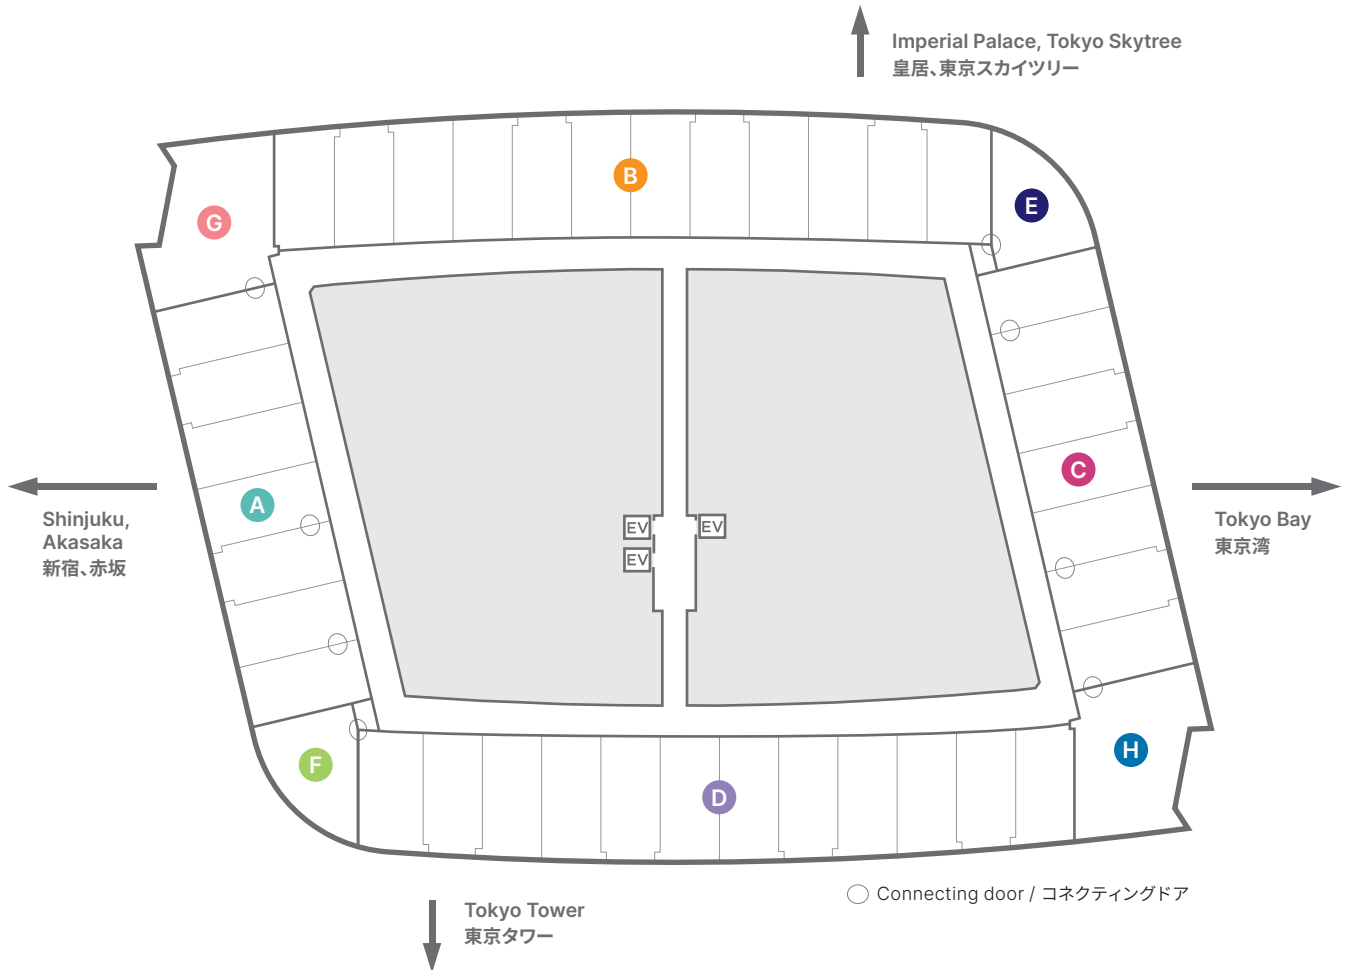 Imperial Palace, Tokyo Skytree
皇居、東京スカイツリー
B
E
G
C
A
EV
EV
EV
Shinjuku,
Akasaka
新宿、赤坂
Tokyo Bay
東京湾
F
H
D
Connecting door / コネクティングドア
Tokyo Tower
東京タワー